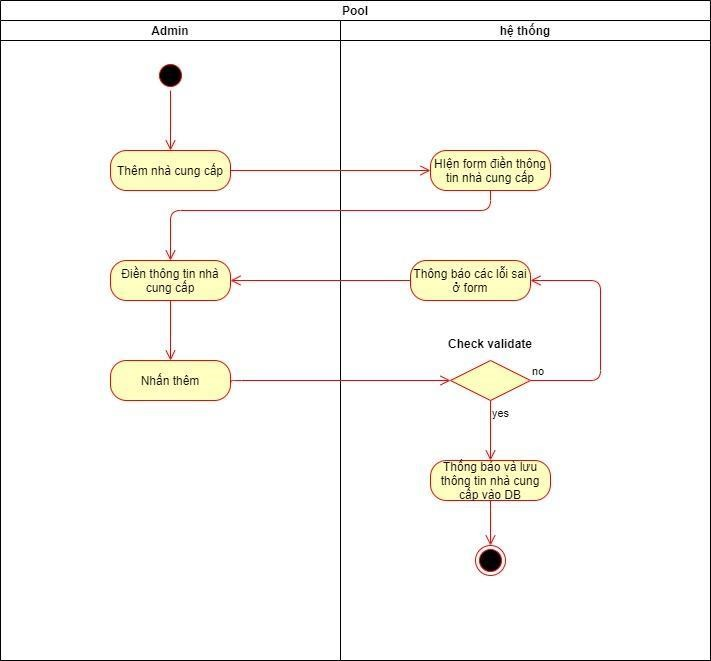 Pool
Admin
hệ thống
Thêm nhà cung cấp
HIện form điền thông
tin nhà cung cấp
Điền thông tin nhà
cung cấp
Thông báo các lỗi sai
ở form
Check validate
Nhấn thêm
no
yes
Thống báo và lưu
thông tin nhà cung
cấp vào DB